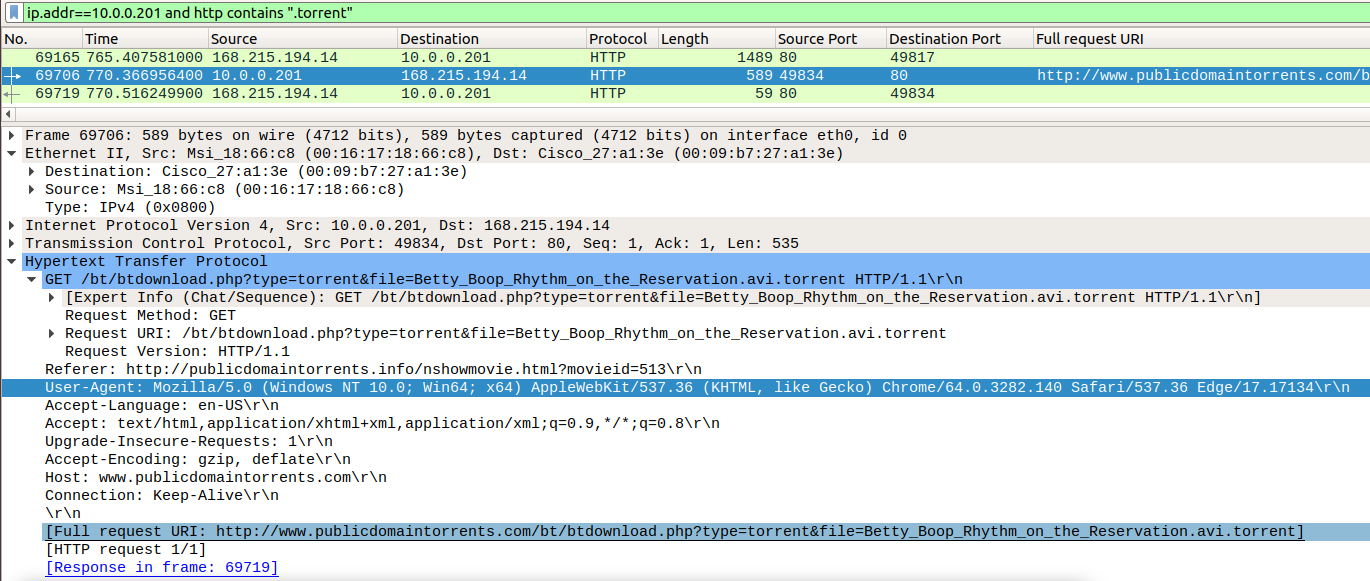 ip.addr==10.0.0.201 and http contains ".torrent"
No. Time Source Destination Protocol Length Source Port Destination Port Full request URI
69165 765.407581000 168.215.194.14 10.0.0.201 HTTP 1489 80 49817
69706 770.366956400 10.0.0.201 168.215.194.14 HTTP 589 49834 80 http://www.publicdomaintorrents.com/b
69719 770.516249900 168.215.194.14 10.0.0.201 HTTP 59 80 49834
Frame 69706: 589 bytes on wire (4712 bits), 589 bytes captured (4712 bits) on interface eth0, id 0
Ethernet II, Src: Msi_18:66:c8 (00:16:17:18:66:c8), Dst: Cisco_27:a1:3e (00:09:b7:27:a1:3e)
Destination: Cisco_27:a1:3e (00:09:b7:27:a1:3e)
Source: Msi_18:66:c8 (00:16:17:18:66:c8)
Type: IPv4 (0x0800)
Internet Protocol Version 4, Src: 10.0.0.201, Dst: 168.215.194.14
Transmission Control Protocol, Src Port: 49834, Dst Port: 80, Seq: 1, Ack: 1, Len: 535
Hypertext Transfer Protocol
GET /bt/btdownload.php?type=torrent&file=Betty_Boop_Rhythm_on_the_Reservation.avi.torrent HTTP/1.1\r\n
[Expert Info (Chat/Sequence): GET /bt/btdownload.php?type=torrent&file=Betty_Boop_Rhythm_on_the_Reservation.avi.torrent HTTP/1.1\r\n]
Request Method: GET
Request URI: /bt/btdownload.php?type=torrent&file=Betty_Boop_Rhythm_on_the_Reservation.avi.torrent
Request Version: HTTP/1.1
Referer: http://publicdomaintorrents.info/nshowmovie.html?movieid=513\r\n
User-Agent: Mozilla/5.0 (Windows NT 10.0; Win64; x64) AppleWebKit/537.36 (KHTML, like Gecko) Chrome/64.0.3282.140 Safari/537.36 Edge/17.17134\r\n
Accept-Language: en-US\r\n
Accept: text/html,application/xhtml+xml,application/xml;q=0.9,*/*;q=0.8\r\n
Upgrade-Insecure-Requests: 1\r\n
Accept-Encoding: gzip, deflate\r\n
Host: www.publicdomaintorrents.com\r\n
Connection: Keep-Alive\r\n
\r\n
[Full request URI: http://www.publicdomaintorrents.com/bt/btdownload.php?type=torrent&file=Betty_Boop_Rhythm_on_the_Reservation.avi.torrent]
[HTTP request 1/1]
[Response in frame: 69719]